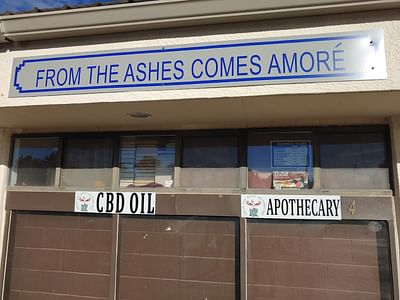 FROM THE ASHES COMES AMORÉ
CBD OIL
APOTHECARY
4